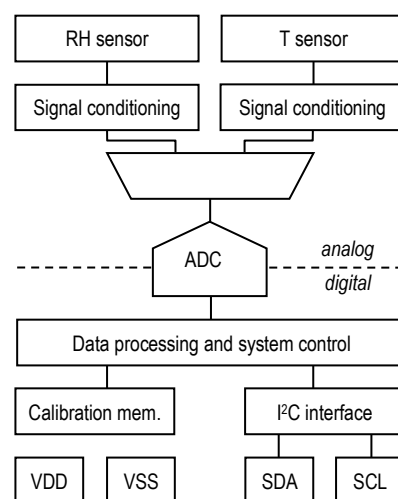 RH sensor
T sensor
Signal conditioning
Signal conditioning
ADC
analog
digital
Data processing and system control
Calibration mem.
I²C interface
VDD
VSS
SDA
SCL